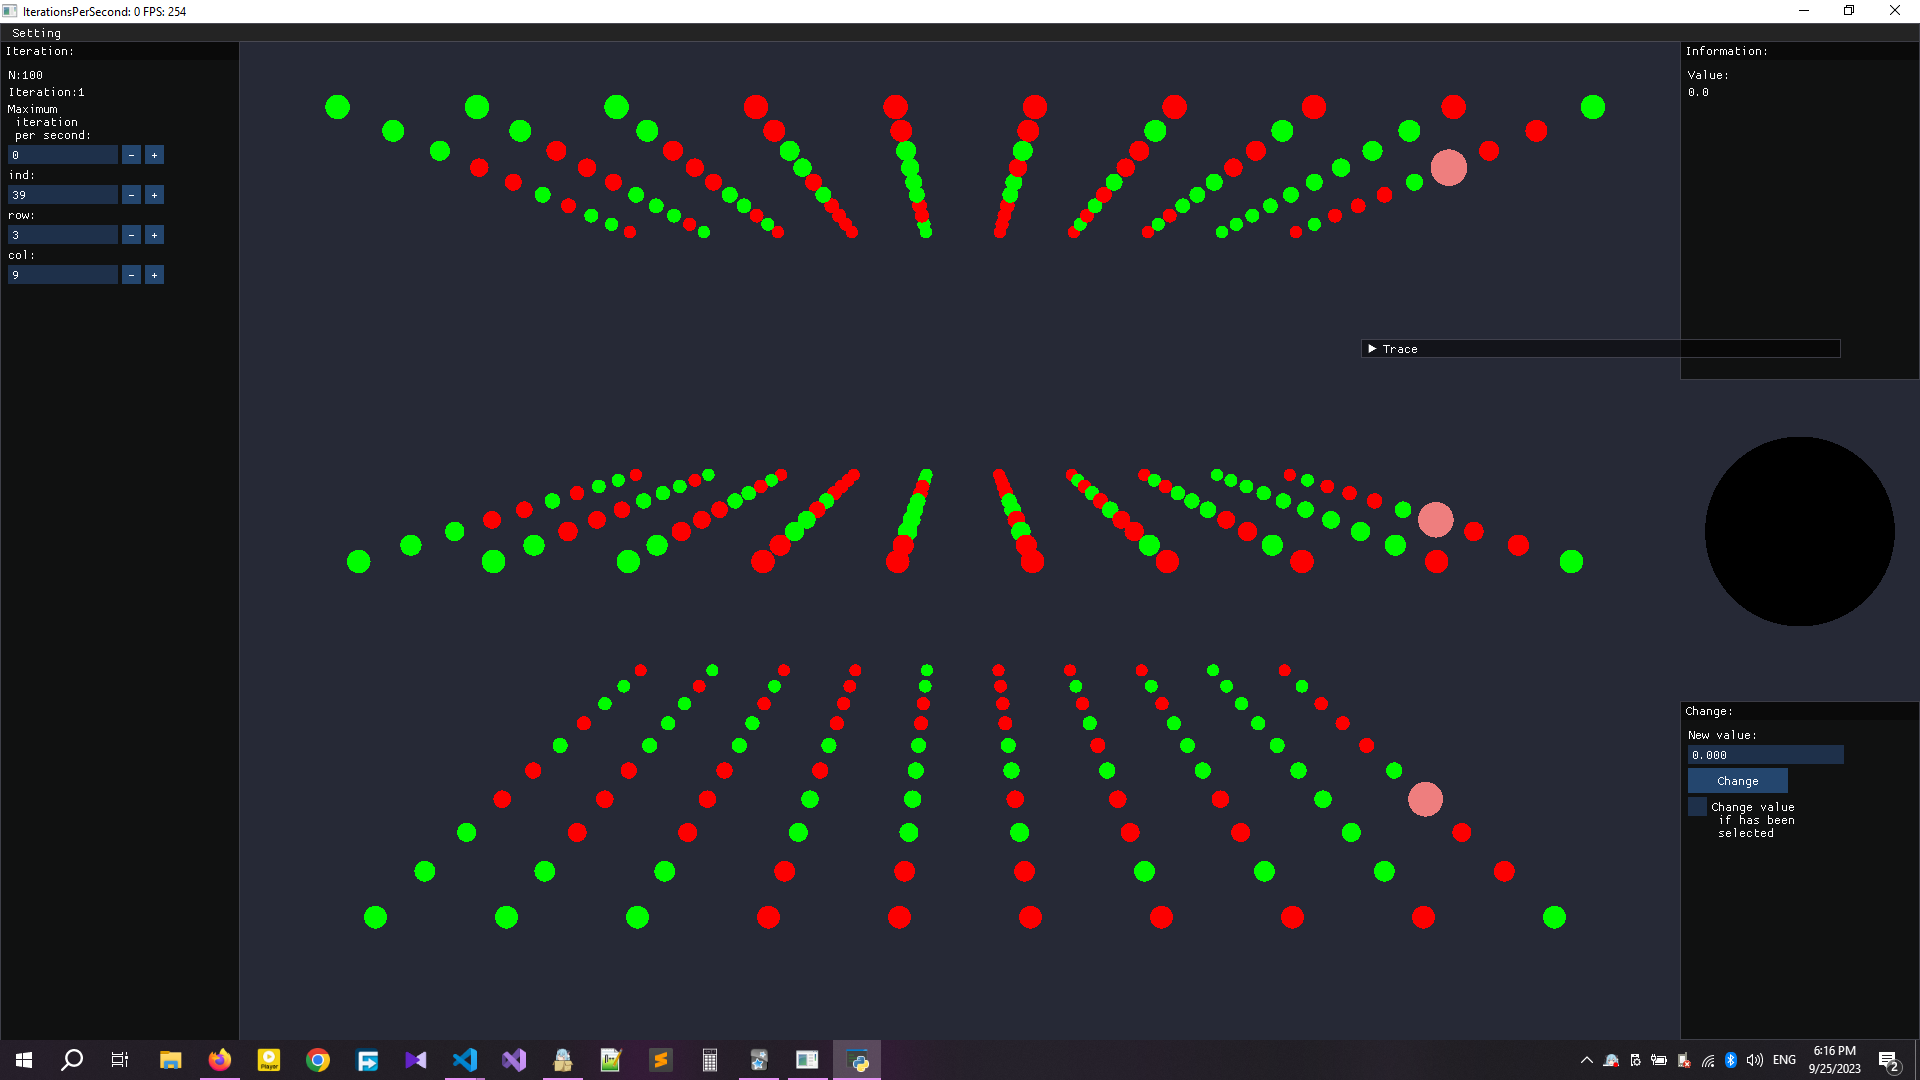 IterationsPerSecond: 0 FPS: 254
Setting
Iteration:
N:100
Iteration:1
Maximum
iteration
per second:
0
- +
ind:
39
- +
row:
3
- +
col:
9
- +
Information:
Value:
0.0
Trace
Change:
New value:
0.000
Change
Change value
if has been
selected
Player
ENG
6:16 PM
9/25/2023
2